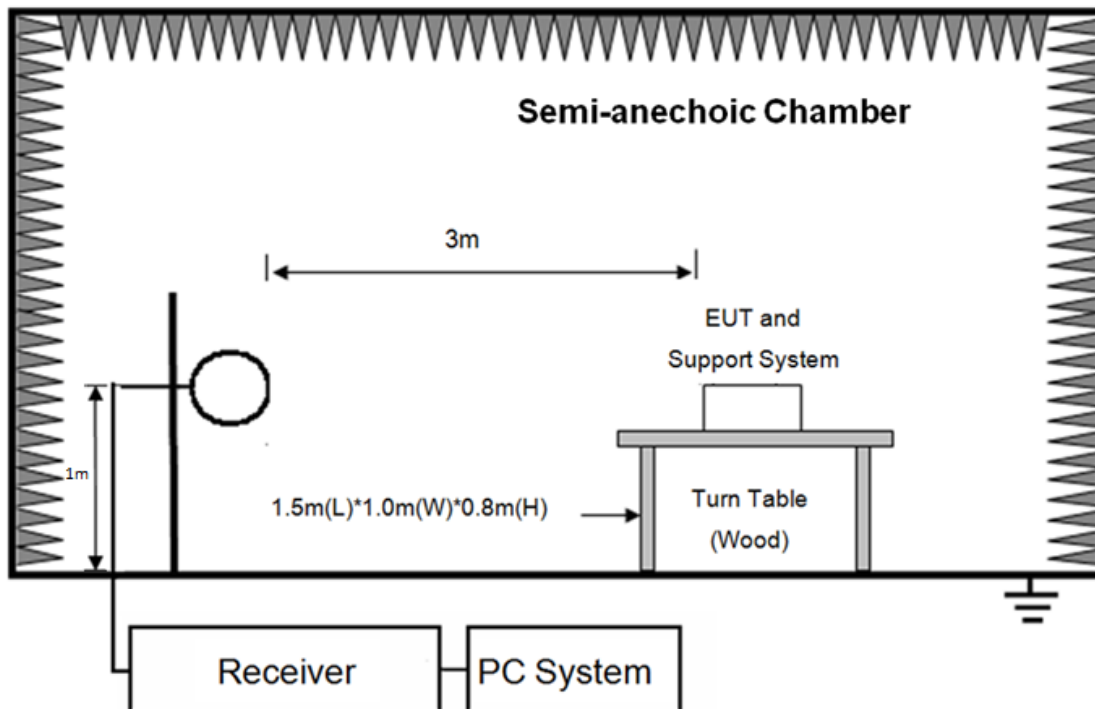 Semi-anechoic Chamber
3m
EUT and
Support System
1m
1.5m(L)*1.0m(W)*0.8m(H)
Turn Table
(Wood)
Receiver
PC System